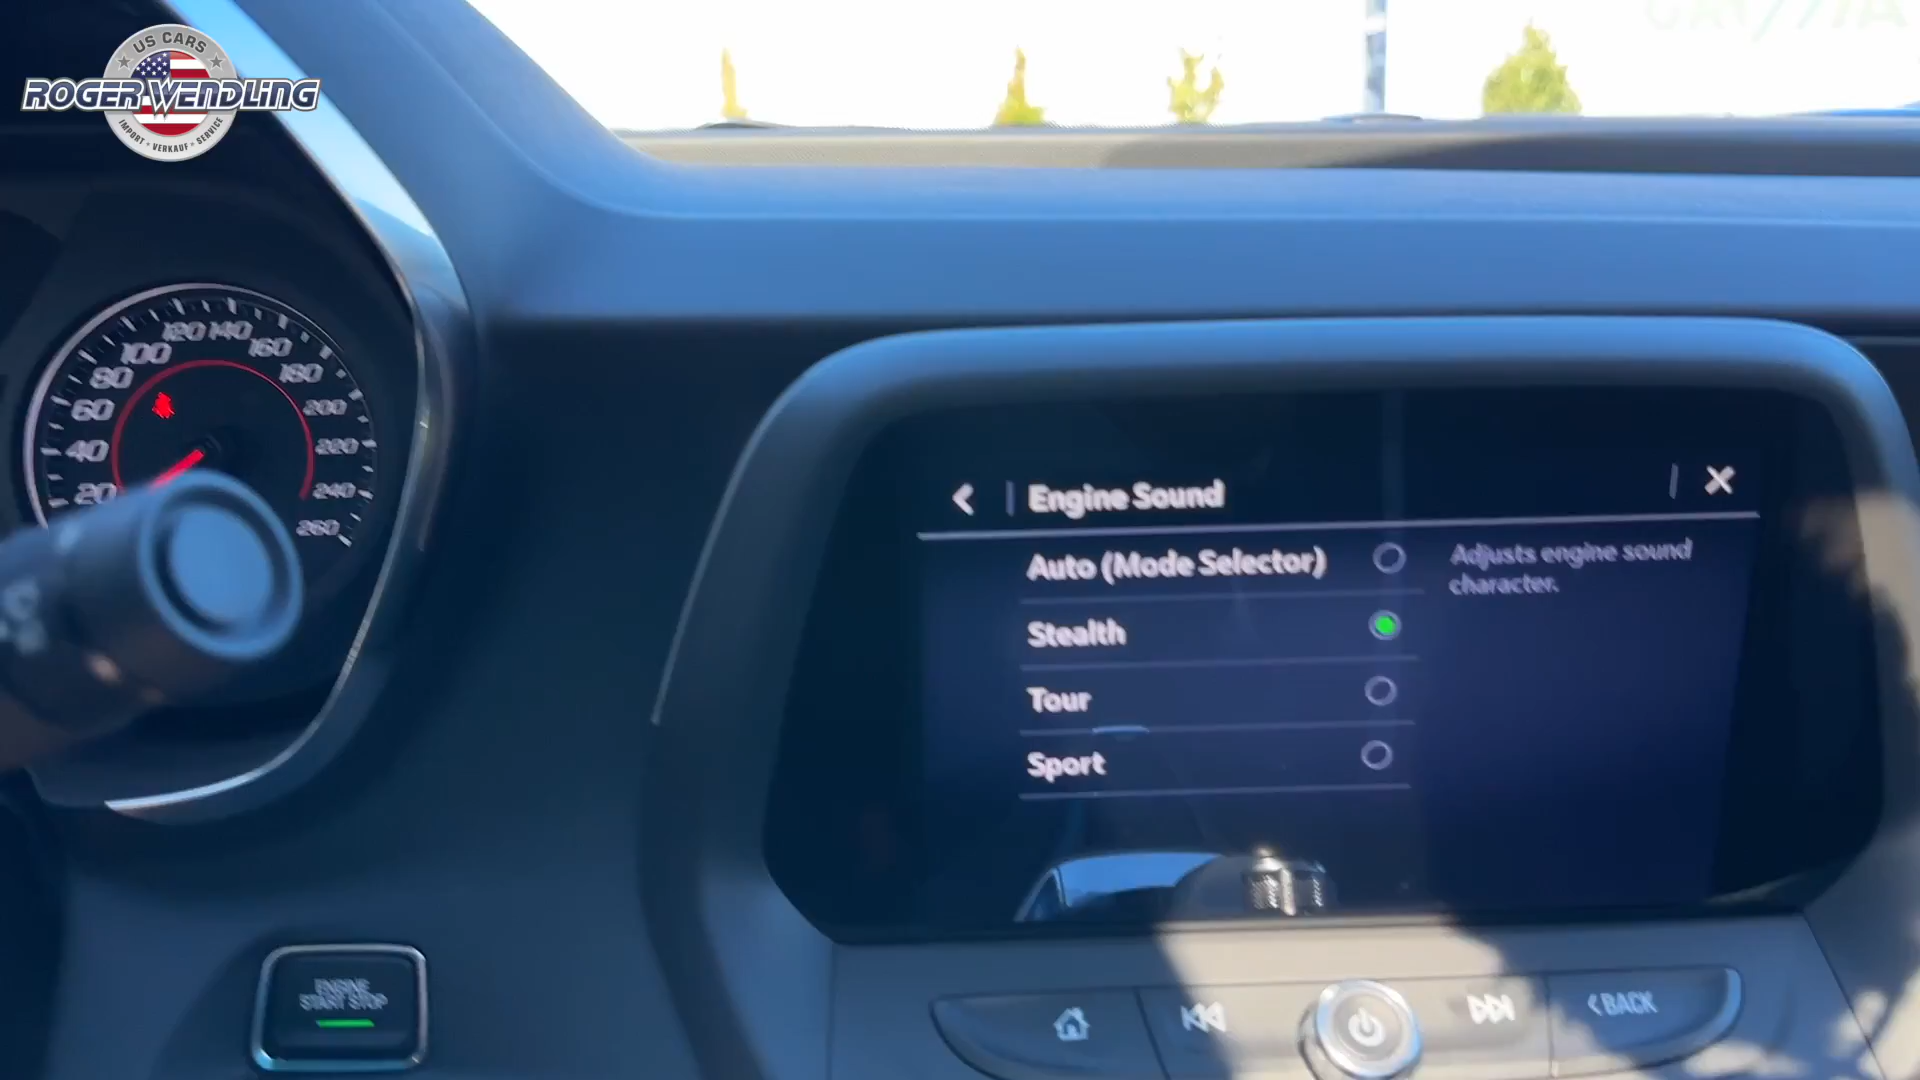 US CARS
ROGER WENDLING
IMPORT • VERKAUF • SERVICE
20
40
60
80
100
120
140
160
180
200
220
240
260
Engine Sound
Auto (Mode Selector)
Stealth
Tour
Sport
Adjusts engine sound
character.
ENGINE
START STOP
BACK